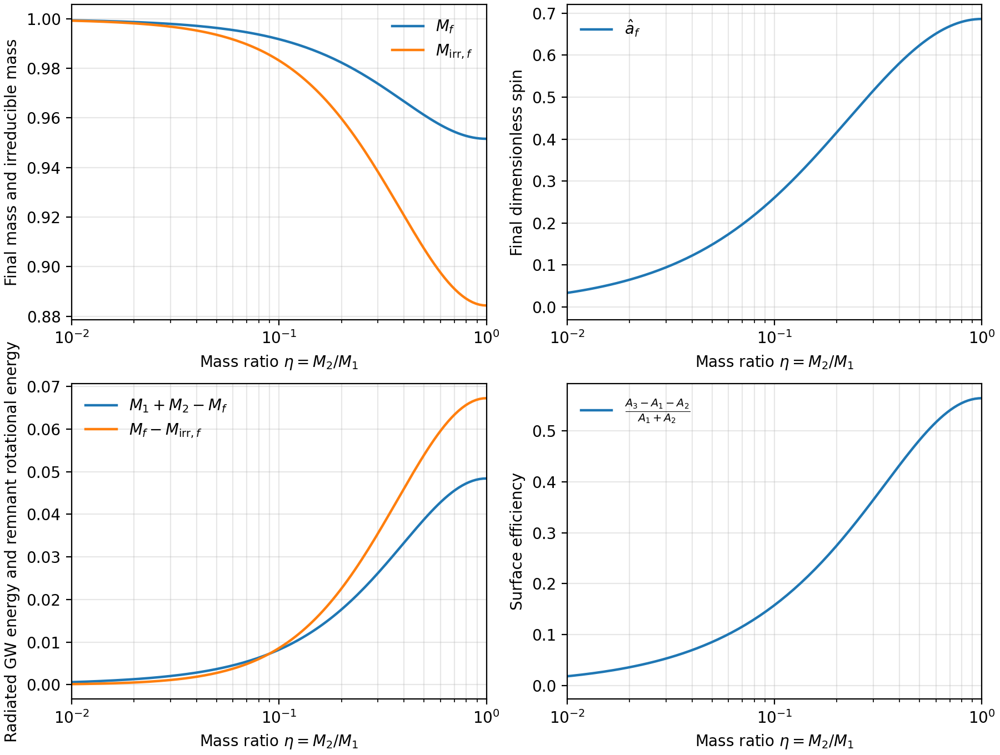 Final mass and irreducible mass
1.00
0.98
0.96
0.94
0.92
0.90
0.88
M_f
M_irr, f
10^−2
10^−1
10^0
Mass ratio η = M_2/M_1
Final dimensionless spin
0.7
0.6
0.5
0.4
0.3
0.2
0.1
0.0
â_f
10^−2
10^−1
10^0
Mass ratio η = M_2/M_1
Radiated GW energy and remnant rotational energy
0.07
0.06
0.05
0.04
0.03
0.02
0.01
0.00
M_1 + M_2 − M_f
M_f − M_irr, f
10^−2
10^−1
10^0
Mass ratio η = M_2/M_1
Surface efficiency
0.5
0.4
0.3
0.2
0.1
0.0
A_3 − A_1 − A_2
A_1 + A_2
10^−2
10^−1
10^0
Mass ratio η = M_2/M_1